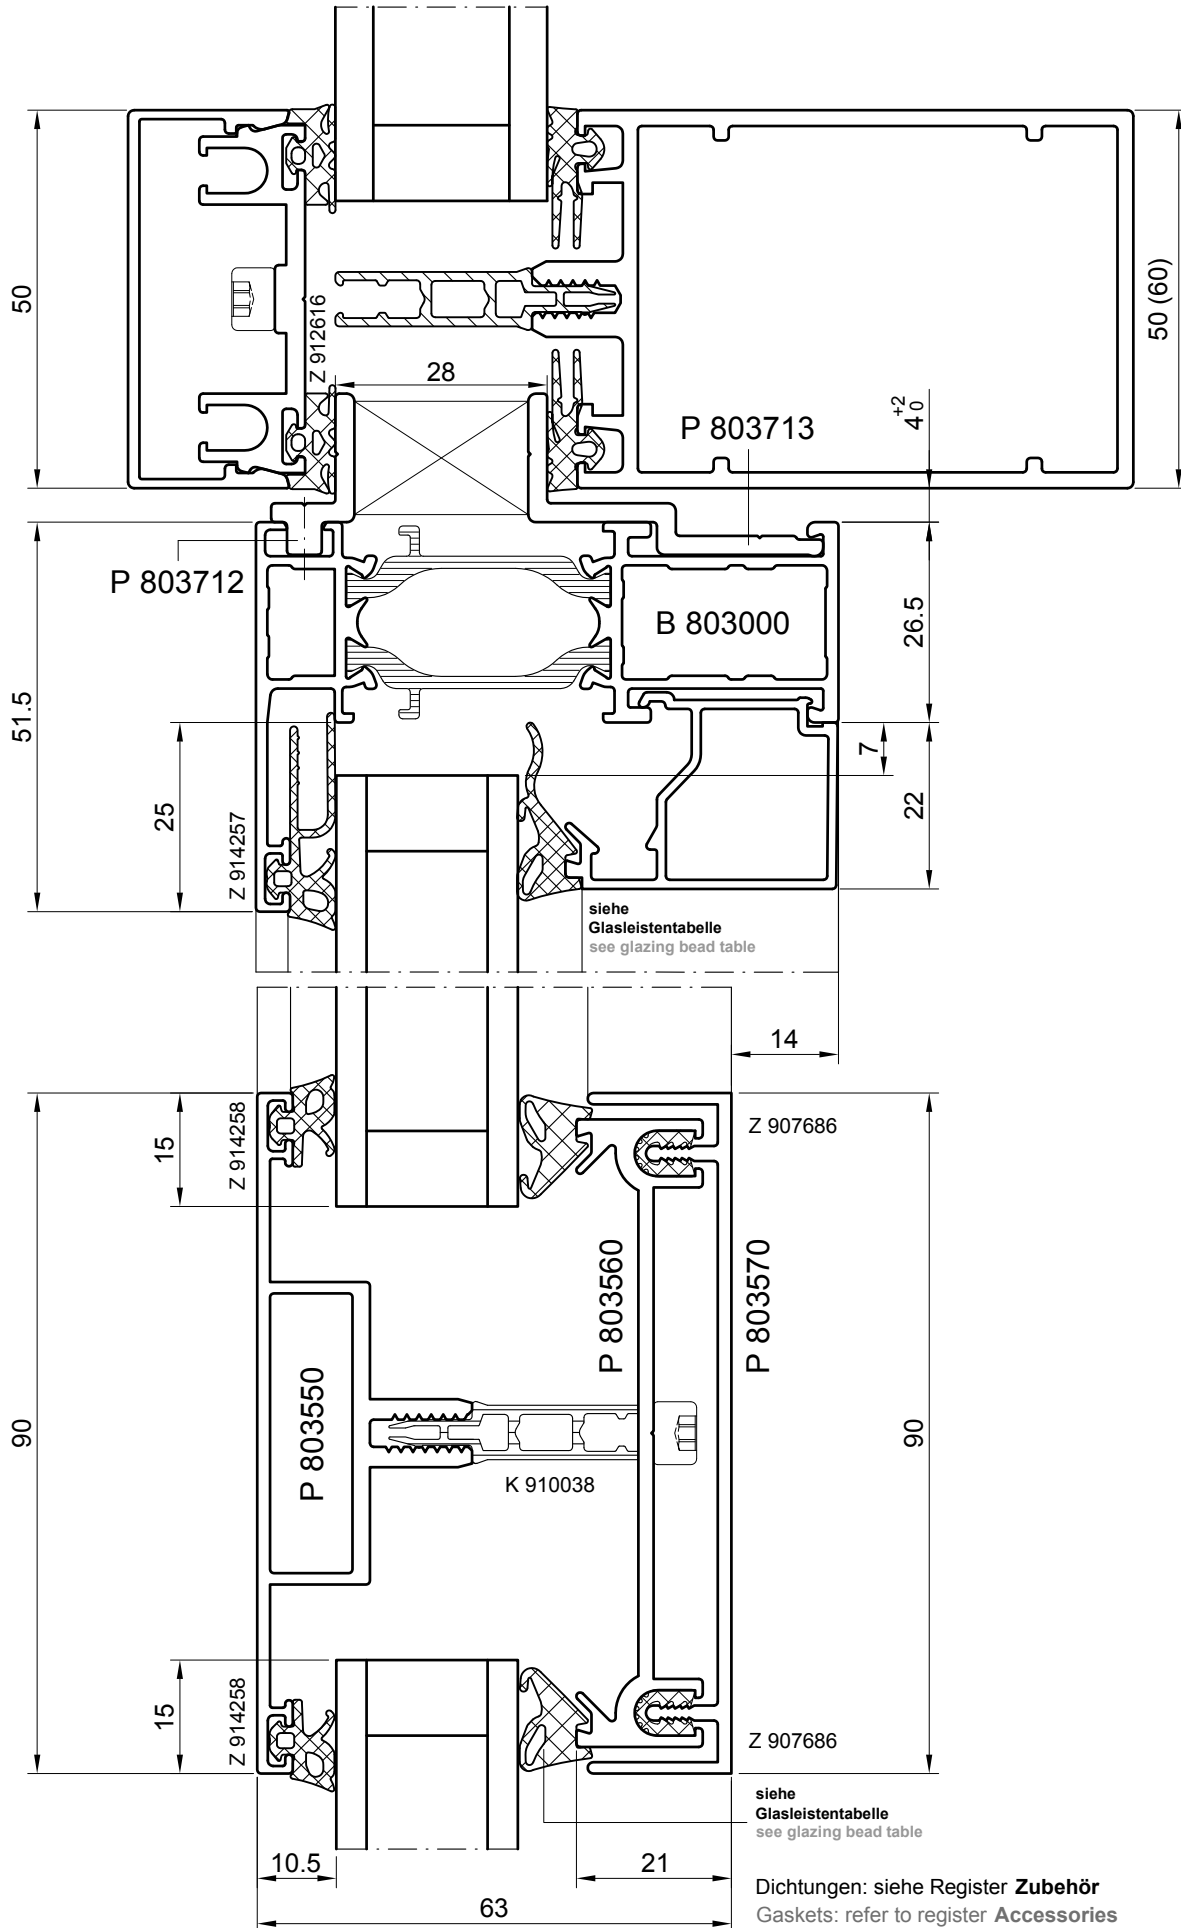 50
Z 912616
28
50 (60)
4 +2 0
P 803713
P 803712
B 803000
26.5
51.5
7
25
22
Z 914257
siehe
Glasleistentabelle
see glazing bead table
14
15
Z 914258
Z 907686
P 803560
P 803570
P 803550
90
90
K 910038
15
Z 914258
Z 907686
siehe
Glasleistentabelle
see glazing bead table
10.5
21
63
Dichtungen: siehe Register Zubehör
Gaskets: refer to register Accessories